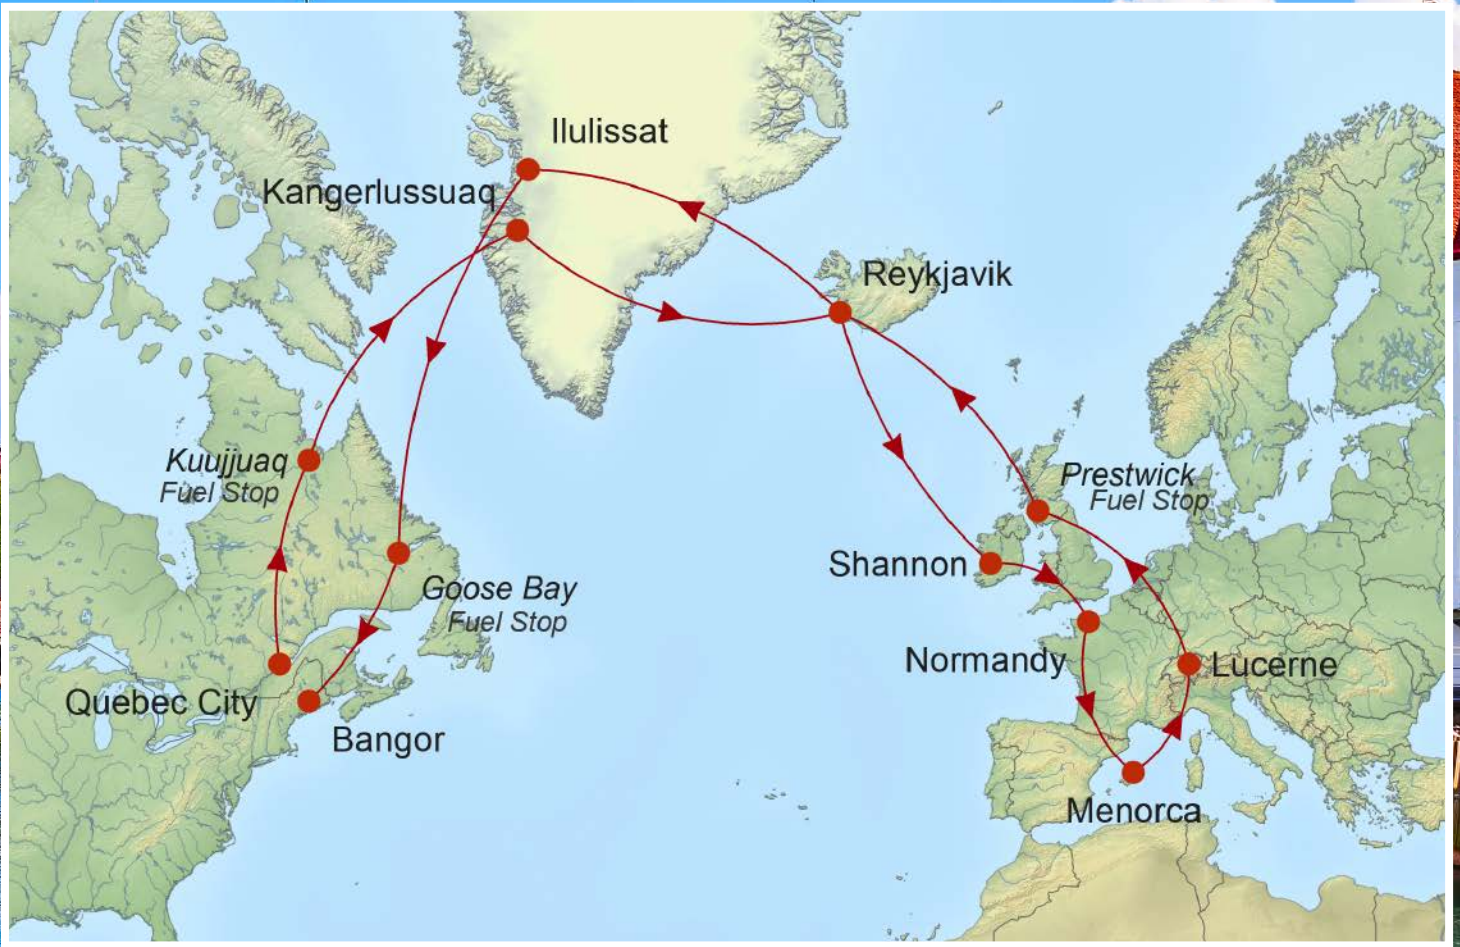 Ilulissat
Kangerlussuaq
Reykjavik
Kuujjuaq
Fuel Stop
Prestwick
Fuel Stop
Shannon
Goose Bay
Fuel Stop
Normandy
Lucerne
Quebec City
Bangor
Menorca